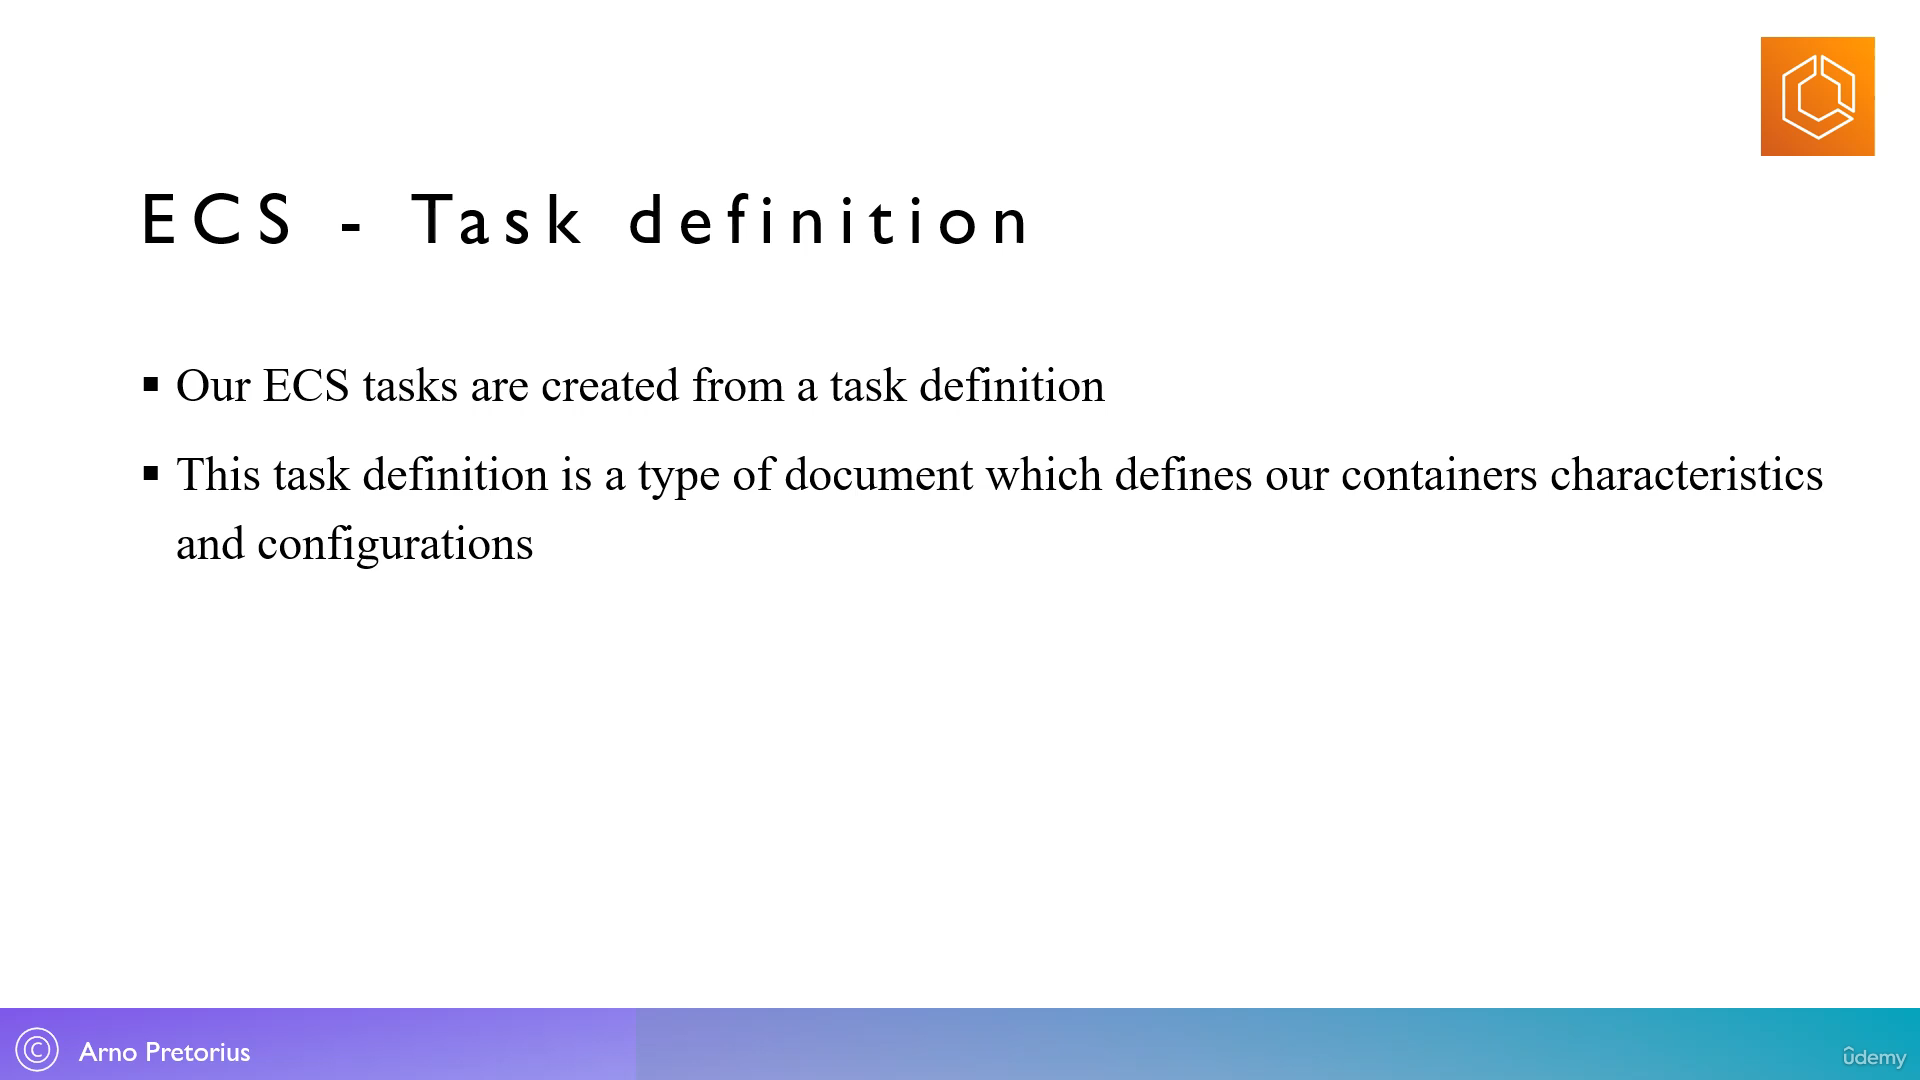 ECS - Task definition
▪ Our ECS tasks are created from a task definition
▪ This task definition is a type of document which defines our containers characteristics
and configurations
© Arno Pretorius
ûdemy